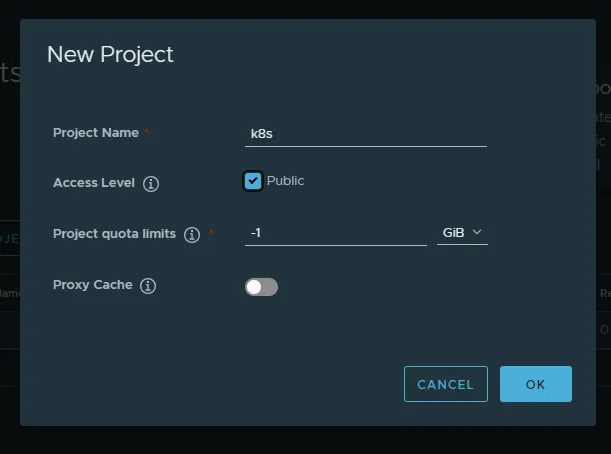 New Project
Project Name *
k8s
Access Level
Public
Project quota limits *
-1
GiB
Proxy Cache
CANCEL
OK